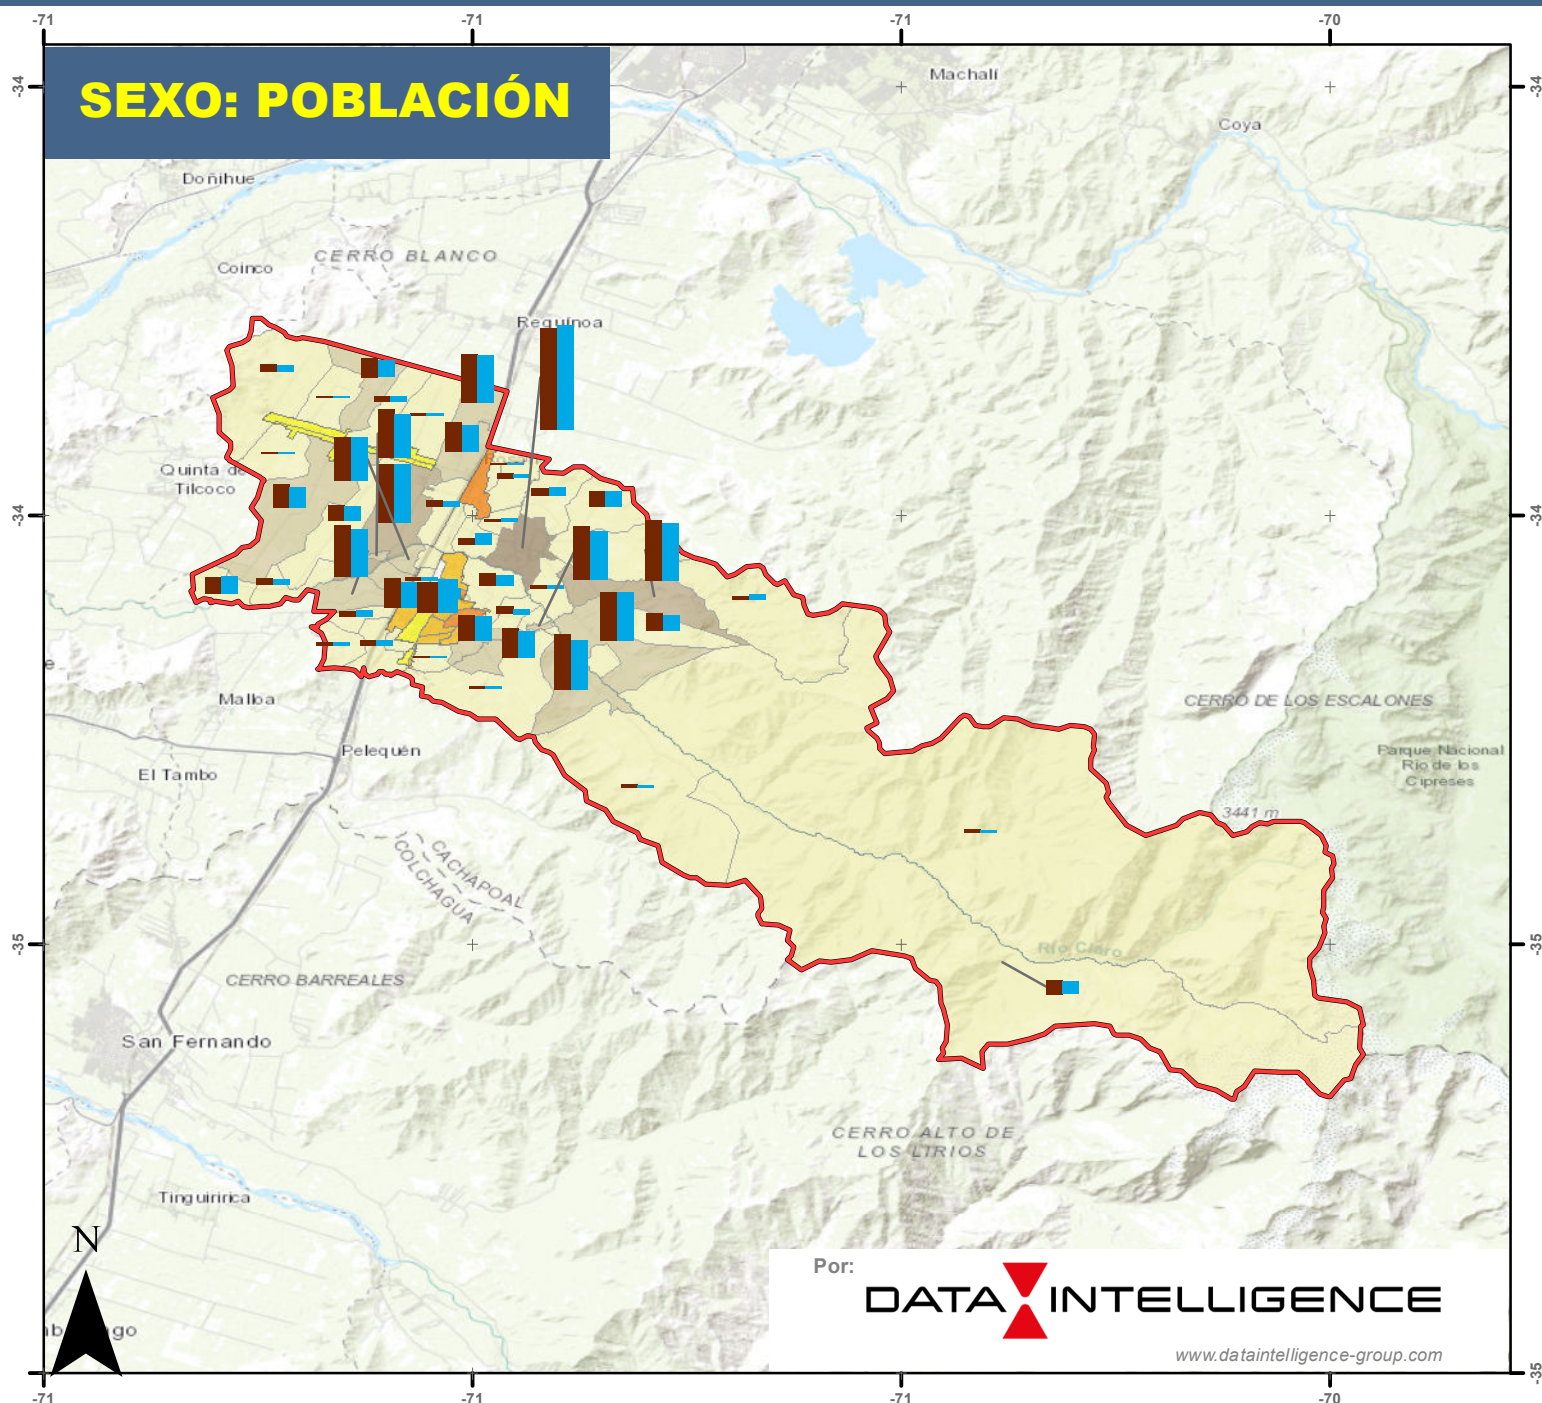 -71
-71
-71
-70
-34
-34
SEXO: POBLACIÓN
Machalí
Coya
Doñihue
CERRO BLANCO
Coinco
Requínoa
Quinta de
Tilcoco
-34
-34
Malloa
CERRO DE LOS ESCALONES
Pelequén
El Tambo
Parque Nacional
Río de los
Cipreses
3441 m
CACHAPOAL
COLCHAGUA
-35
-35
Río Claro
CERRO BARREALES
San Fernando
CERRO ALTO DE
LOS LIRIOS
Tinguiririca
N
Por:
DATA INTELLIGENCE
www.dataintelligence-group.com
-35
-35
-71
-71
-71
-70